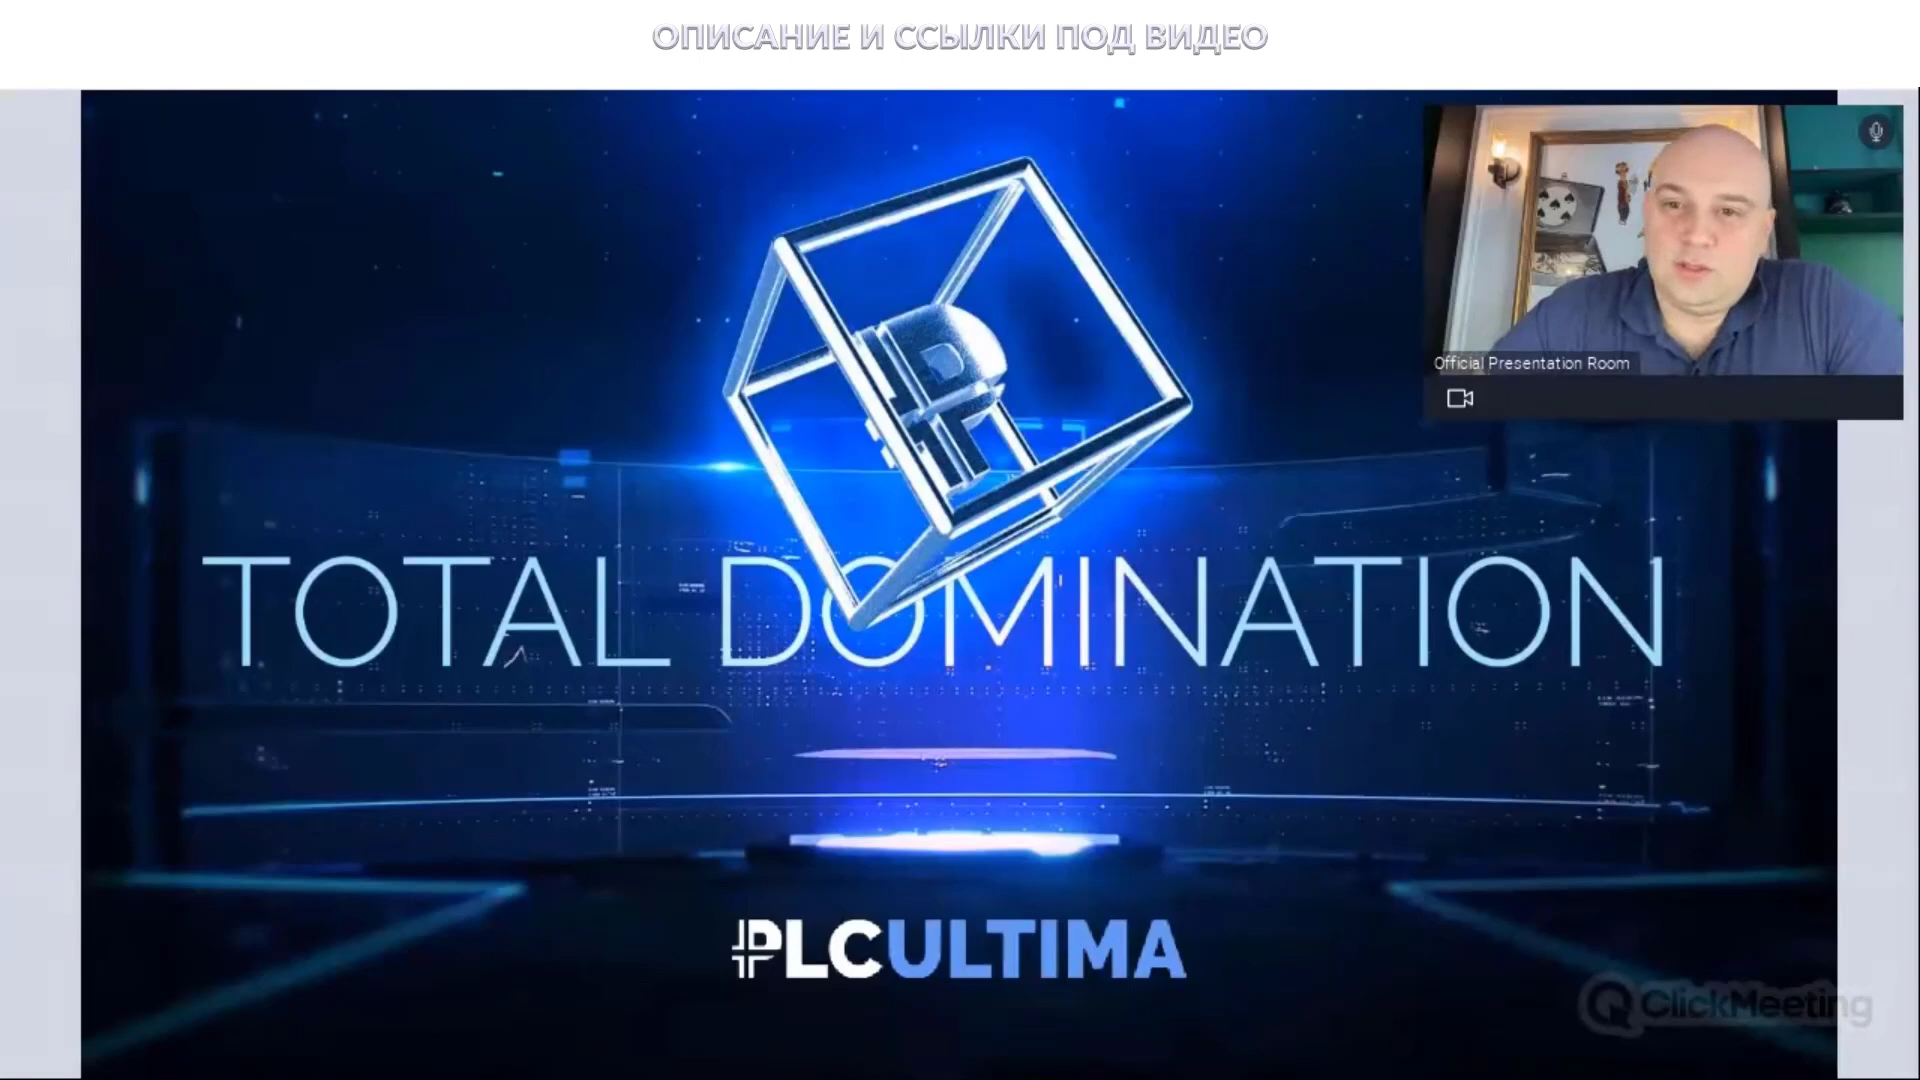 ОПИСАНИЕ И ССЫЛКИ ПОД ВИДЕО
Official Presentation Room
TOTAL DOMINATION
PLCULTIMA
ClickMeeting